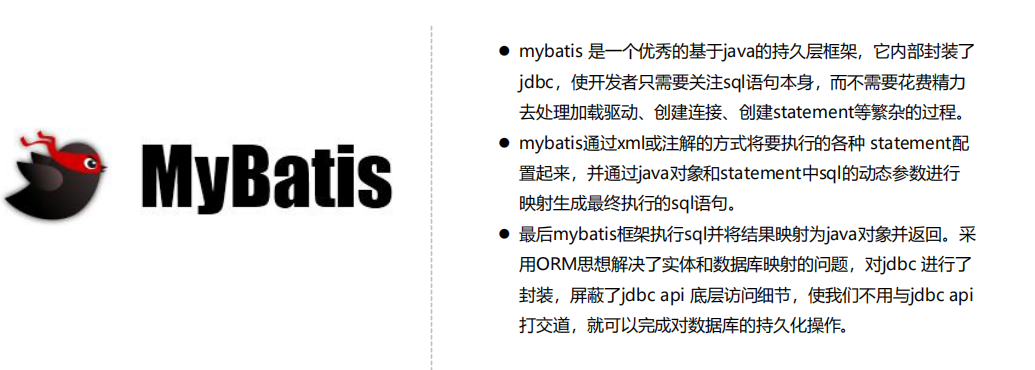 MyBatis
● mybatis 是一个优秀的基于java的持久层框架，它内部封装了
jdbc，使开发者只需要关注sql语句本身，而不需要花费精力
去处理加载驱动、创建连接、创建statement等繁杂的过程。
● mybatis通过xml或注解的方式将要执行的各种 statement配
置起来，并通过java对象和statement中sql的动态参数进行
映射生成最终执行的sql语句。
● 最后mybatis框架执行sql并将结果映射为java对象并返回。采
用ORM思想解决了实体和数据库映射的问题，对jdbc 进行了
封装，屏蔽了jdbc api 底层访问细节，使我们不用与jdbc api
打交道，就可以完成对数据库的持久化操作。